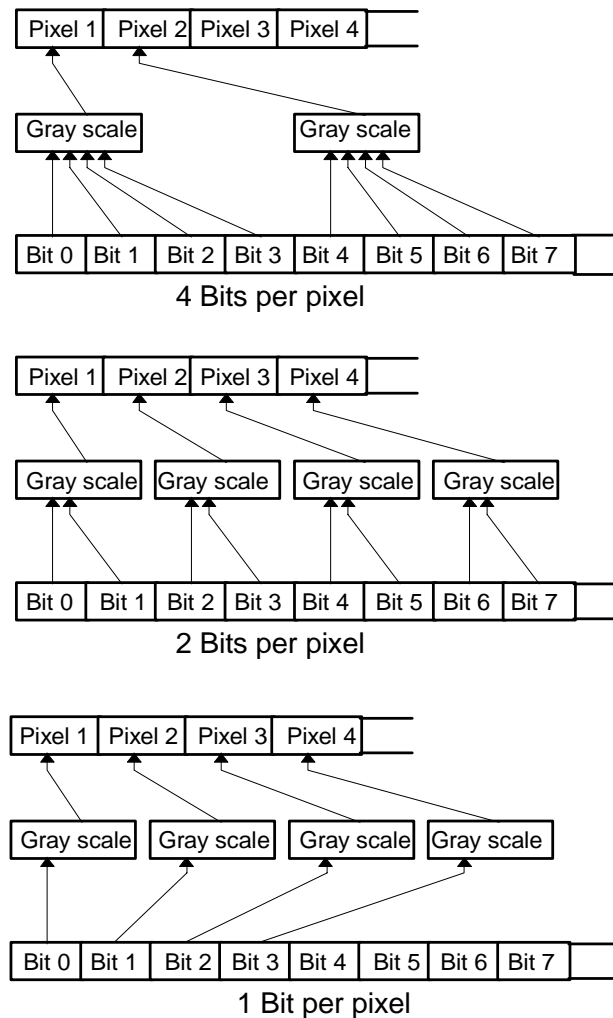 Pixel 1 Pixel 2 Pixel 3 Pixel 4
Gray scale Gray scale
Bit 0 Bit 1 Bit 2 Bit 3 Bit 4 Bit 5 Bit 6 Bit 7
4 Bits per pixel
Pixel 1 Pixel 2 Pixel 3 Pixel 4
Gray scale Gray scale Gray scale Gray scale
Bit 0 Bit 1 Bit 2 Bit 3 Bit 4 Bit 5 Bit 6 Bit 7
2 Bits per pixel
Pixel 1 Pixel 2 Pixel 3 Pixel 4
Gray scale Gray scale Gray scale Gray scale
Bit 0 Bit 1 Bit 2 Bit 3 Bit 4 Bit 5 Bit 6 Bit 7
1 Bit per pixel